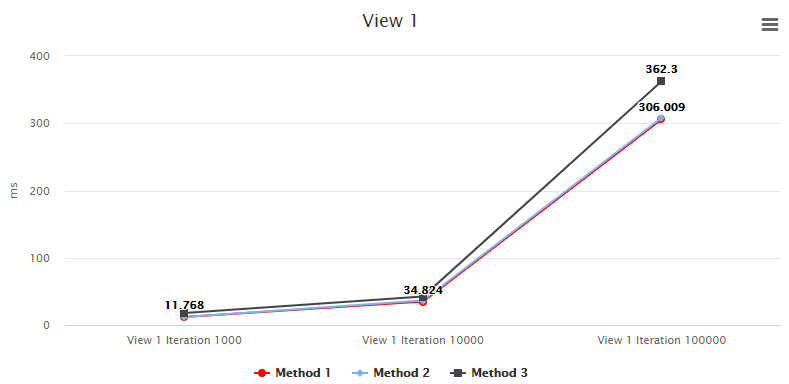 View 1
400
362.3
306.009
300
ms
200
100
34.824
11.768
0
View 1 Iteration 1000 View 1 Iteration 10000 View 1 Iteration 100000
Method 1 Method 2 Method 3